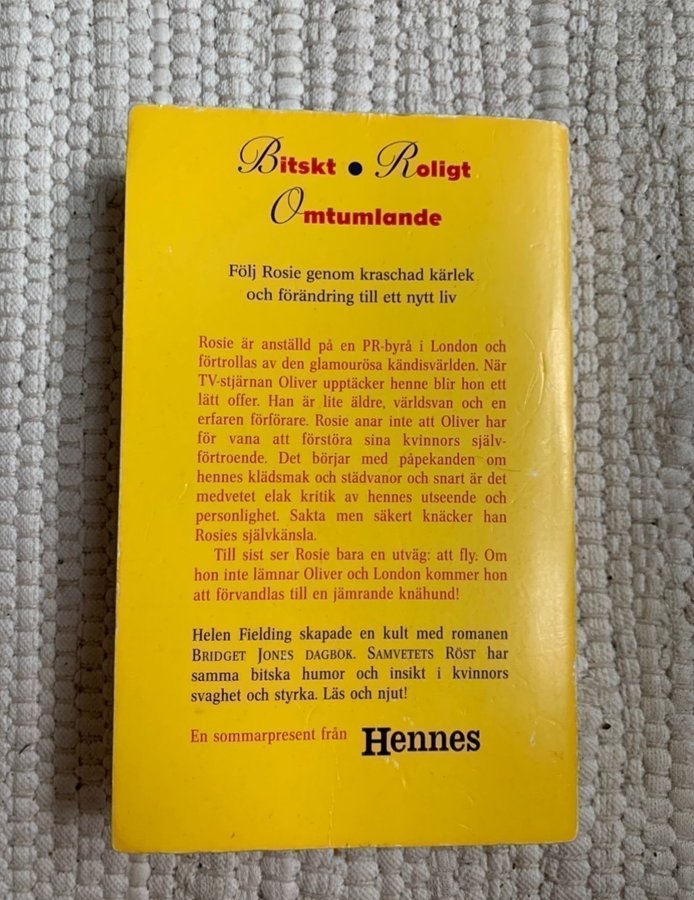 Bitskt • Roligt
Omtumlande
Följ Rosie genom kraschad kärlek
och förändring till ett nytt liv
Rosie är anställd på en PR-byrå i London och
förtrollas av den glamourösa kändisvärlden. När
TV-stjärnan Oliver upptäcker henne blir hon ett
lätt offer. Han är lite äldre, världsvan och en
erfaren förförare. Rosie anar inte att Oliver har
för vana att förstöra sina kvinnors själv-
förtroende. Det börjar med påpekanden om
hennes klädsmak och städvanor och snart är det
medvetet elak kritik av hennes utseende och
personlighet. Sakta men säkert knäcker han
Rosies självkänsla.
Till sist ser Rosie bara en utväg: att fly. Om
hon inte lämnar Oliver och London kommer hon
att förvandlas till en jämrande knähund!
Helen Fielding skapade en kult med romanen
BRIDGET JONES DAGBOK. SAMVETETS RÖST har
samma bitska humor och insikt i kvinnors
svaghet och styrka. Läs och njut!
En sommarpresent från Hennes